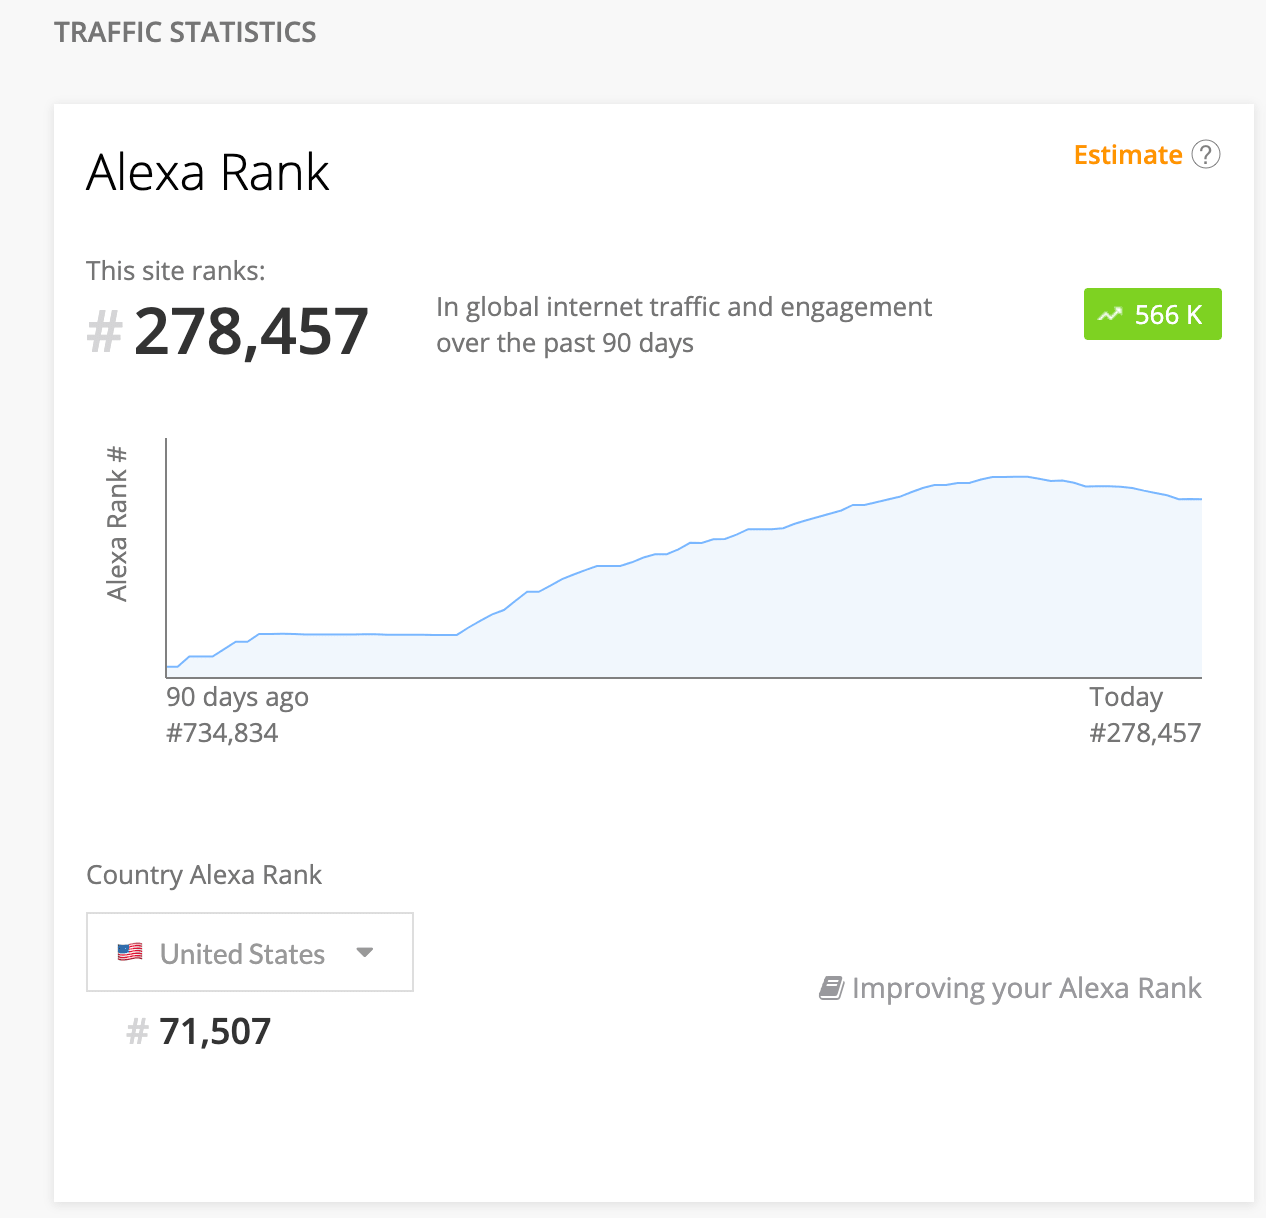 TRAFFIC STATISTICS
Alexa Rank
Estimate ?
This site ranks:
# 278,457
In global internet traffic and engagement
over the past 90 days
566 K
Alexa Rank #
90 days ago
#734,834
Today
#278,457
Country Alexa Rank
United States
# 71,507
Improving your Alexa Rank